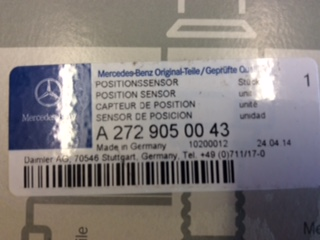 Mercedes-Benz Original-Teile/Geprüfte
POSITIONSSENSOR Stück 1
POSITION SENSOR unit
CAPTEUR DE POSITION unité
SENSOR DE POSICION unidad
A 272 905 00 43
Made in Germany 10200012 24.04.14
Daimler AG, 70546 Stuttgart, Germany, Tel. +49 (0)711/17-0